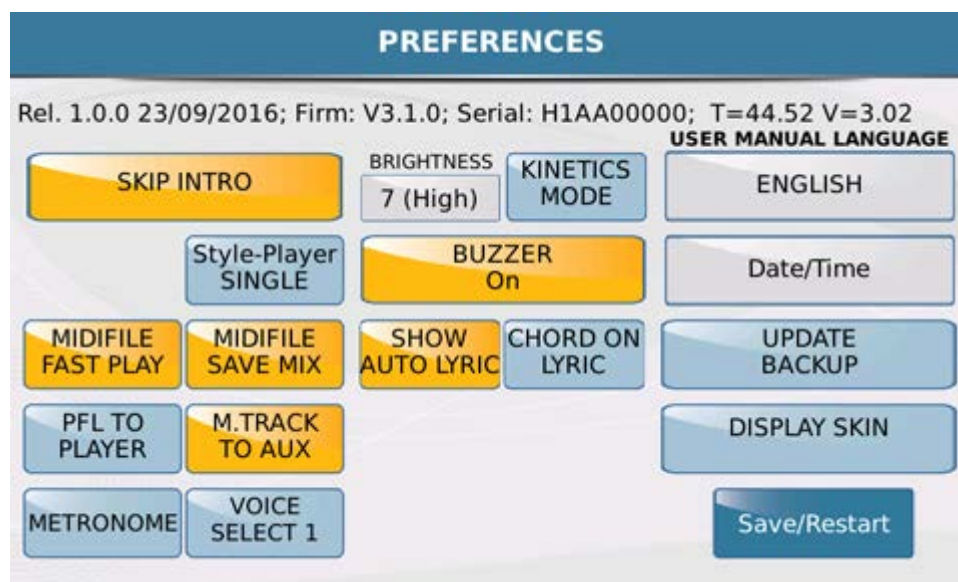 PREFERENCES
Rel. 1.0.0 23/09/2016; Firm: V3.1.0; Serial: H1AA00000; T=44.52 V=3.02
USER MANUAL LANGUAGE
SKIP INTRO
BRIGHTNESS
7 (High)
KINETICS
MODE
ENGLISH
Style-Player
SINGLE
BUZZER
On
Date/Time
MIDIFILE
FAST PLAY
MIDIFILE
SAVE MIX
SHOW
AUTO LYRIC
CHORD ON
LYRIC
UPDATE
BACKUP
PFL TO
PLAYER
M.TRACK
TO AUX
DISPLAY SKIN
METRONOME
VOICE
SELECT 1
Save/Restart